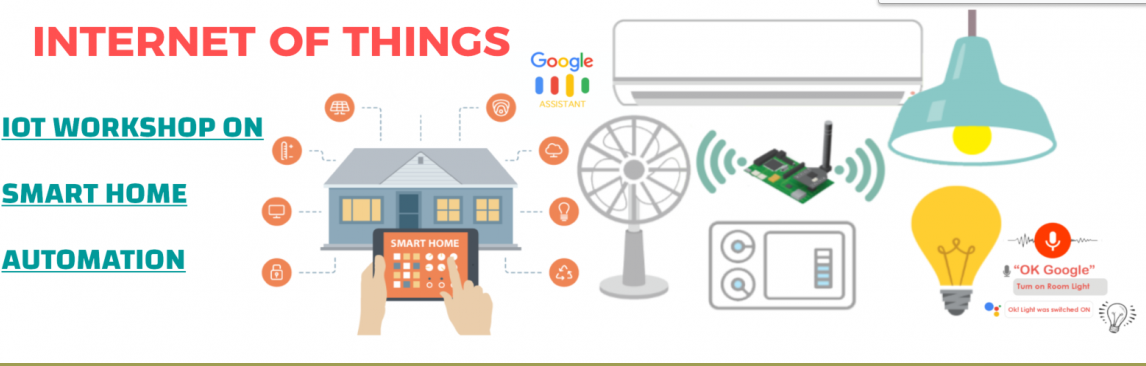 INTERNET OF THINGS
IOT WORKSHOP ON
SMART HOME
AUTOMATION
SMART HOME
Google
ASSISTANT
"OK Google"
Turn on Room Light
Ok! Light was switched ON